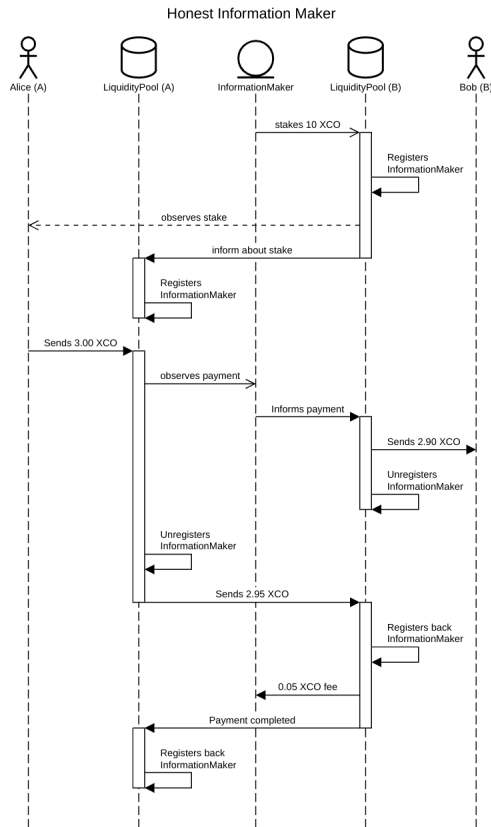 Honest Information Maker
Alice (A)
LiquidityPool (A)
InformationMaker
LiquidityPool (B)
Bob (B)
stakes 10 XCO
Registers
InformationMaker
observes stake
inform about stake
Registers
InformationMaker
Sends 3.00 XCO
observes payment
Informs payment
Sends 2.90 XCO
Unregisters
InformationMaker
Unregisters
InformationMaker
Sends 2.95 XCO
Registers back
InformationMaker
0.05 XCO fee
Payment completed
Registers back
InformationMaker